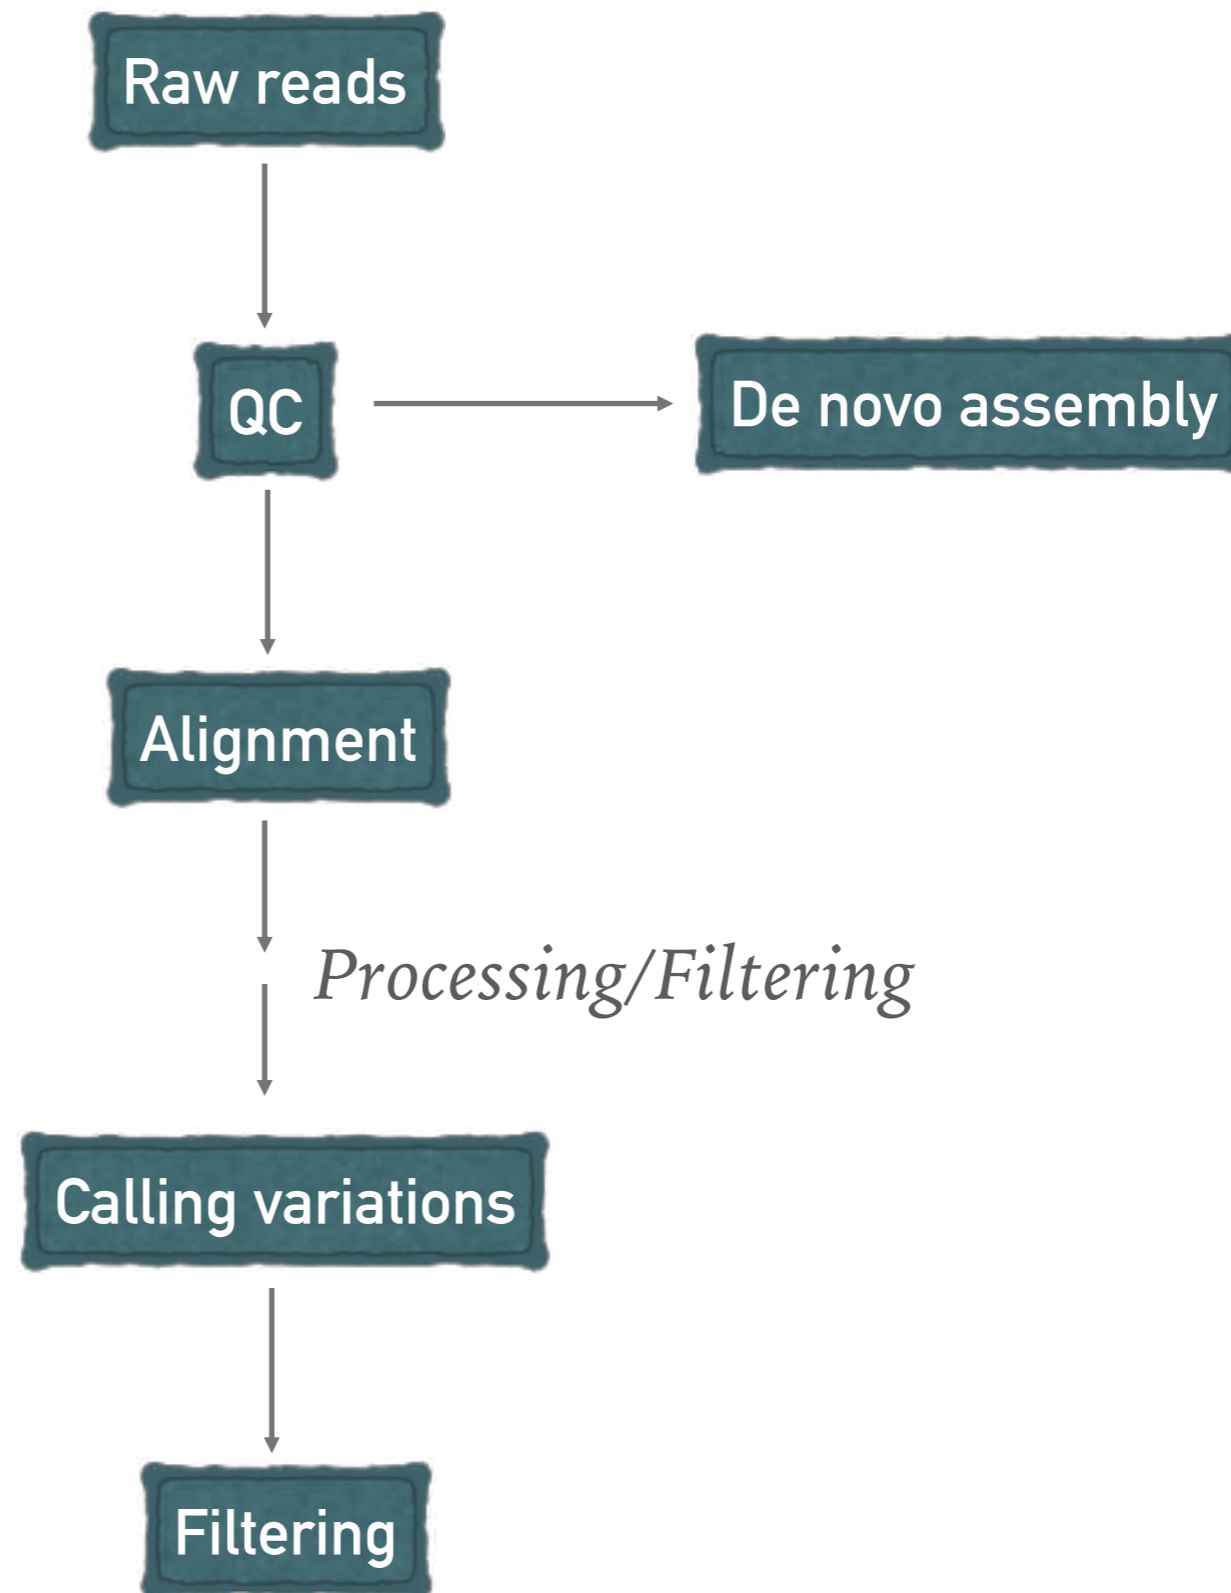 Raw reads
QC
De novo assembly
Alignment
Processing/Filtering
Calling variations
Filtering